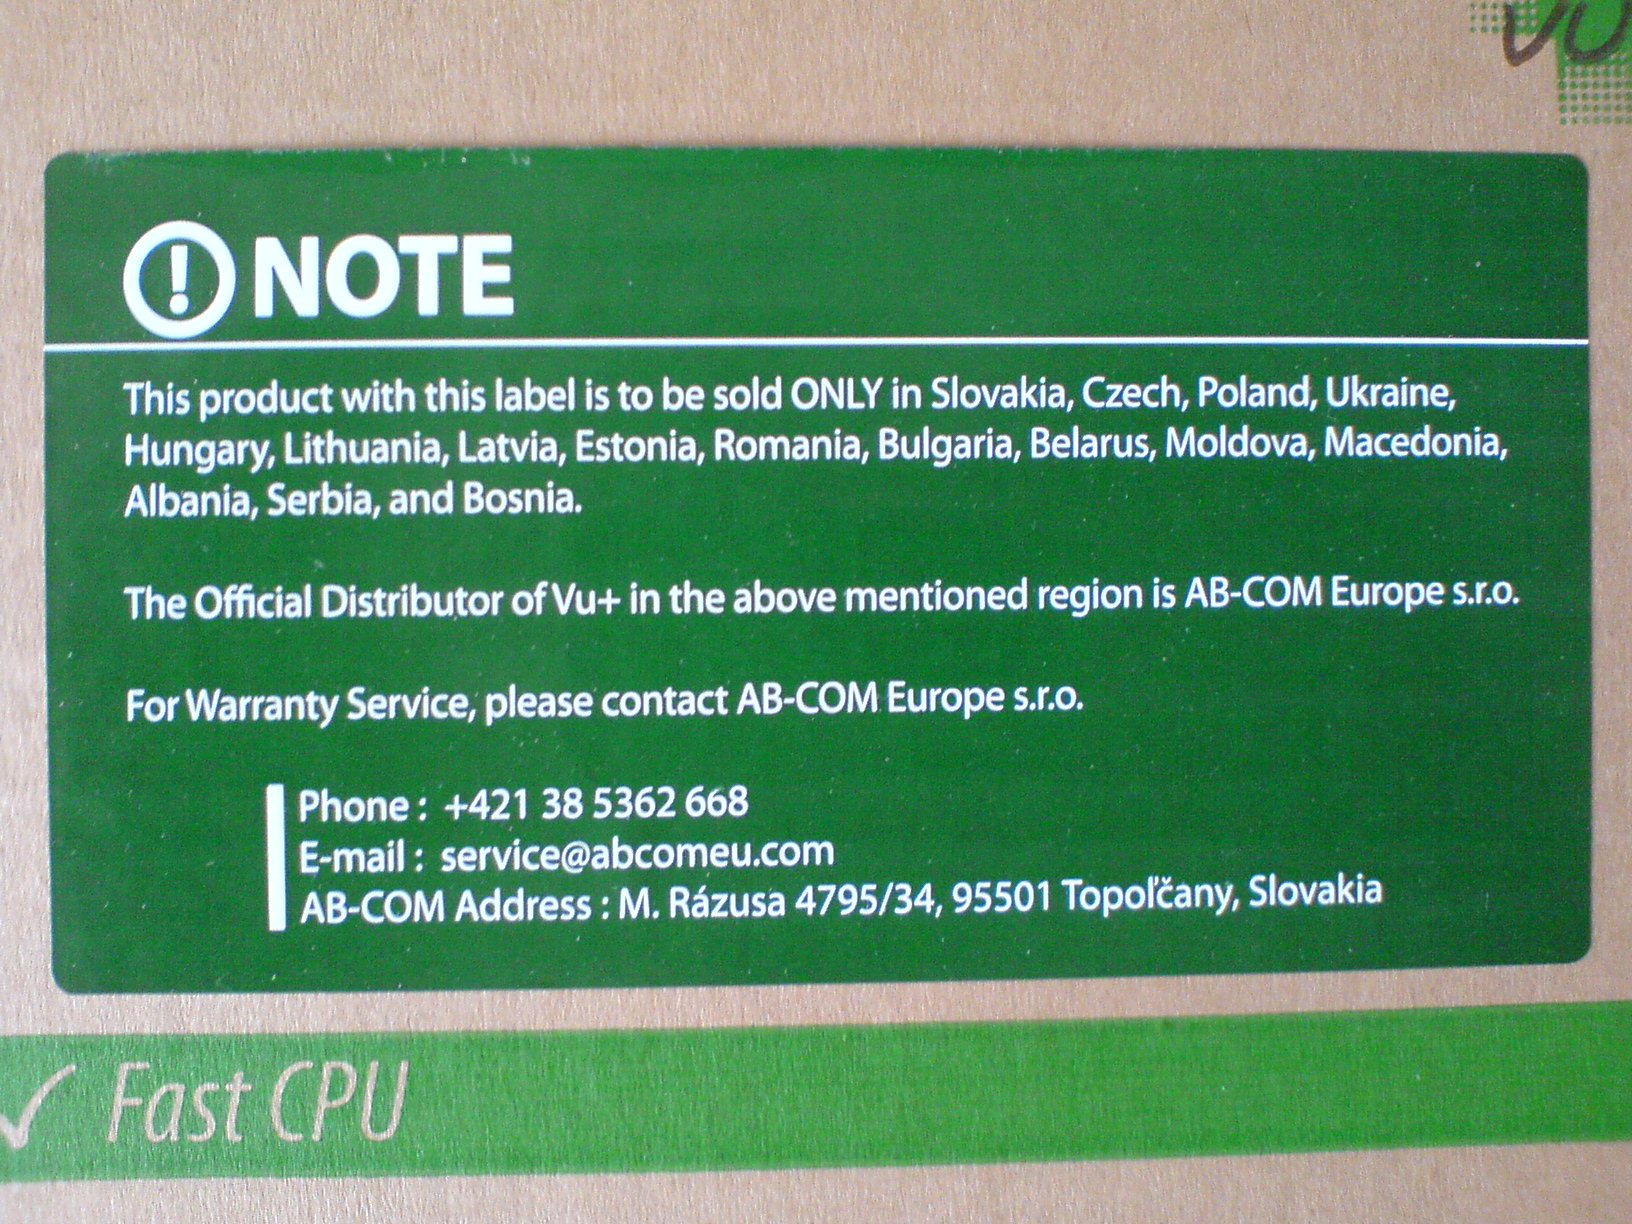 VU
! NOTE
This product with this label is to be sold ONLY in Slovakia, Czech, Poland, Ukraine,
Hungary, Lithuania, Latvia, Estonia, Romania, Bulgaria, Belarus, Moldova, Macedonia,
Albania, Serbia, and Bosnia.
The Official Distributor of Vu+ in the above mentioned region is AB-COM Europe s.r.o.
For Warranty Service, please contact AB-COM Europe s.r.o.
Phone : +421 38 5362 668
E-mail : service@abcomeu.com
AB-COM Address : M. Rázusa 4795/34, 95501 Topoľčany, Slovakia
✓ Fast CPU